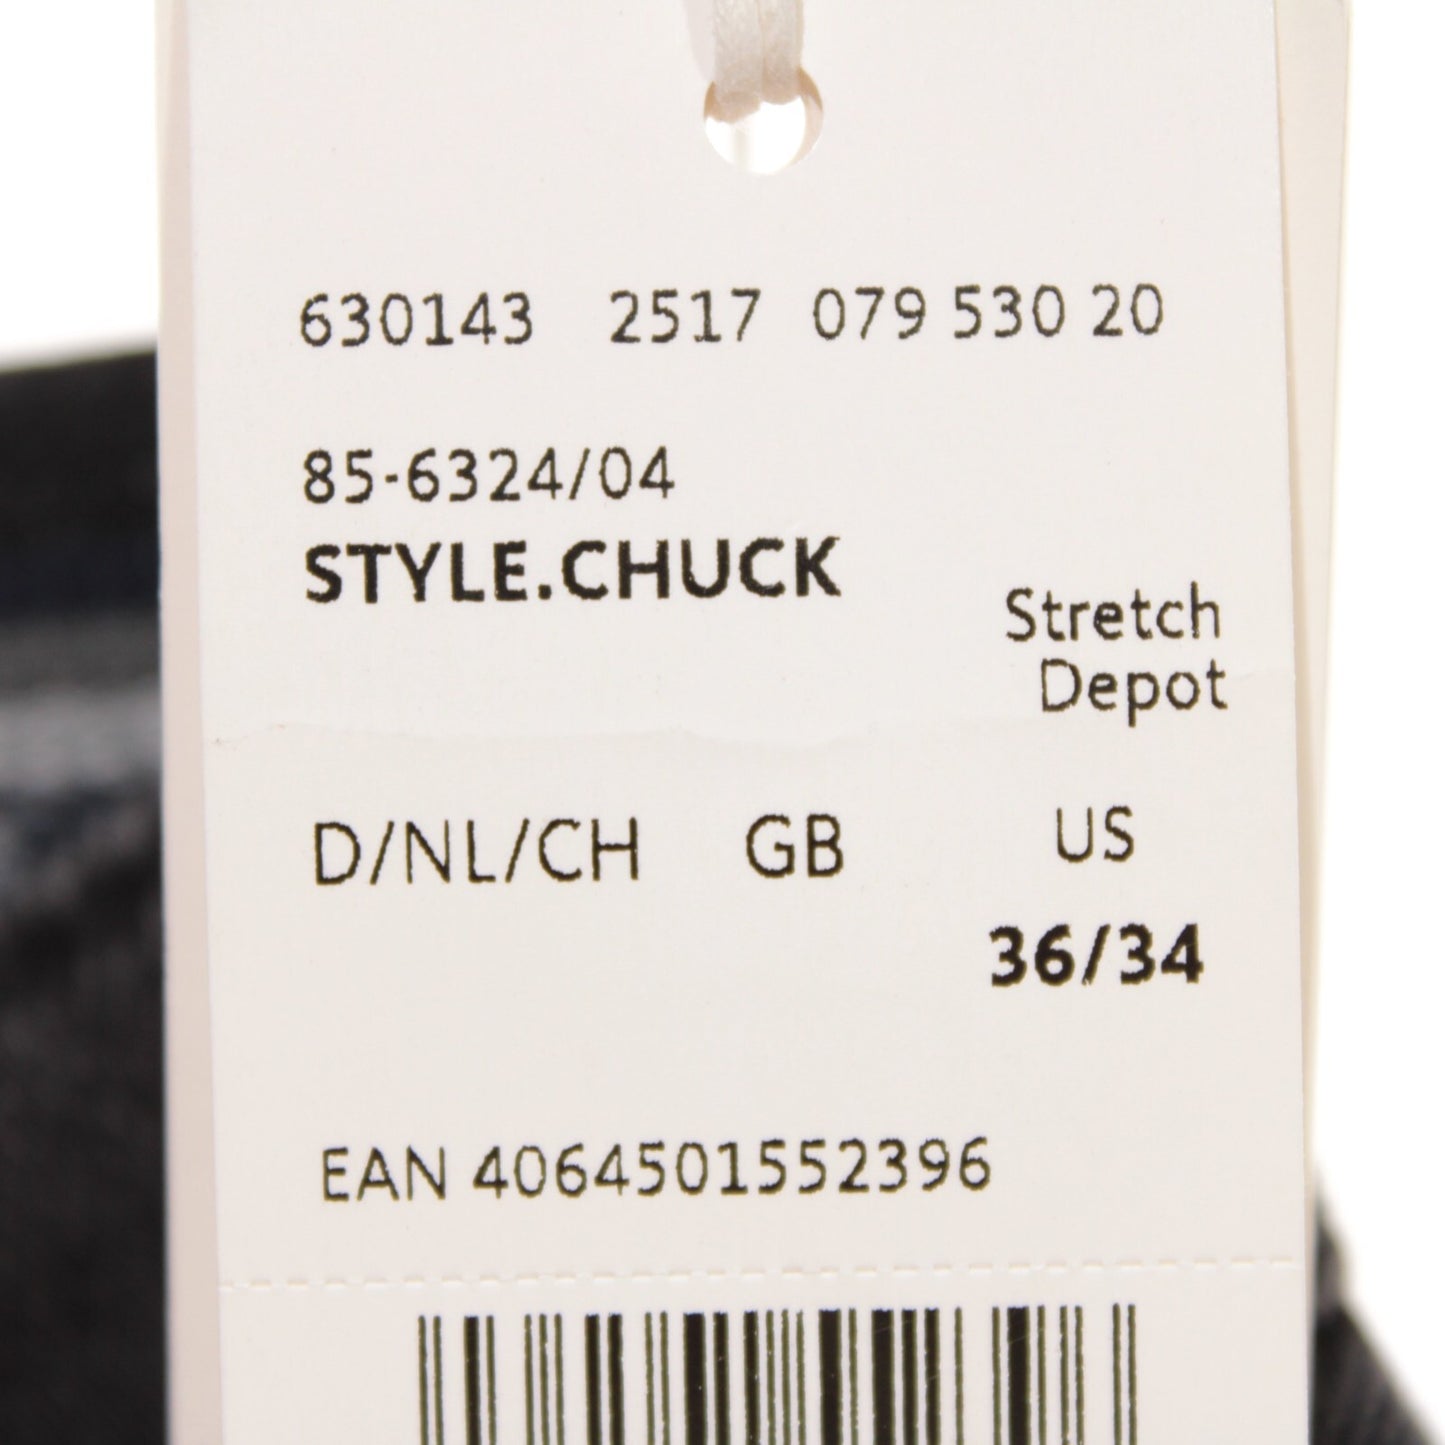 630143 2517 079 530 20
85-6324/04
STYLE.CHUCK
Stretch
Depot
D/NL/CH GB US
36/34
EAN 4064501552396